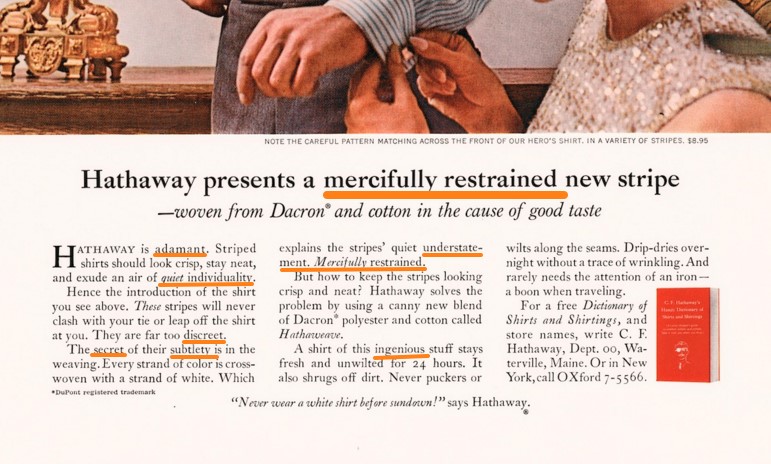 NOTE THE CAREFUL PATTERN MATCHING ACROSS THE FRONT OF OUR HERO'S SHIRT. IN A VARIETY OF STRIPES. $8.95
Hathaway presents a mercifully restrained new stripe
—woven from Dacron® and cotton in the cause of good taste
HATHAWAY is adamant. Striped
shirts should look crisp, stay neat,
and exude an air of quiet individuality.
Hence the introduction of the shirt
you see above. These stripes will never
clash with your tie or leap off the shirt
at you. They are far too discreet.
The secret of their subtlety is in the
weaving. Every strand of color is cross-
woven with a strand of white. Which
*DuPont registered trademark
explains the stripes' quiet understate-
ment. Mercifully restrained.
But how to keep the stripes looking
crisp and neat? Hathaway solves the
problem by using a canny new blend
of Dacron* polyester and cotton called
Hathaweave.
A shirt of this ingenious stuff stays
fresh and unwilted for 24 hours. It
also shrugs off dirt. Never puckers or
wilts along the seams. Drip-dries over-
night without a trace of wrinkling. And
rarely needs the attention of an iron—
a boon when traveling.
For a free Dictionary of
Shirts and Shirtings, and
store names, write C. F.
Hathaway, Dept. 00, Wa-
terville, Maine. Or in New
York, call OXford 7-5566.
C. F. Hathaway's
Dictionary of
Shirts and Shirtings
"Never wear a white shirt before sundown!" says Hathaway.
®